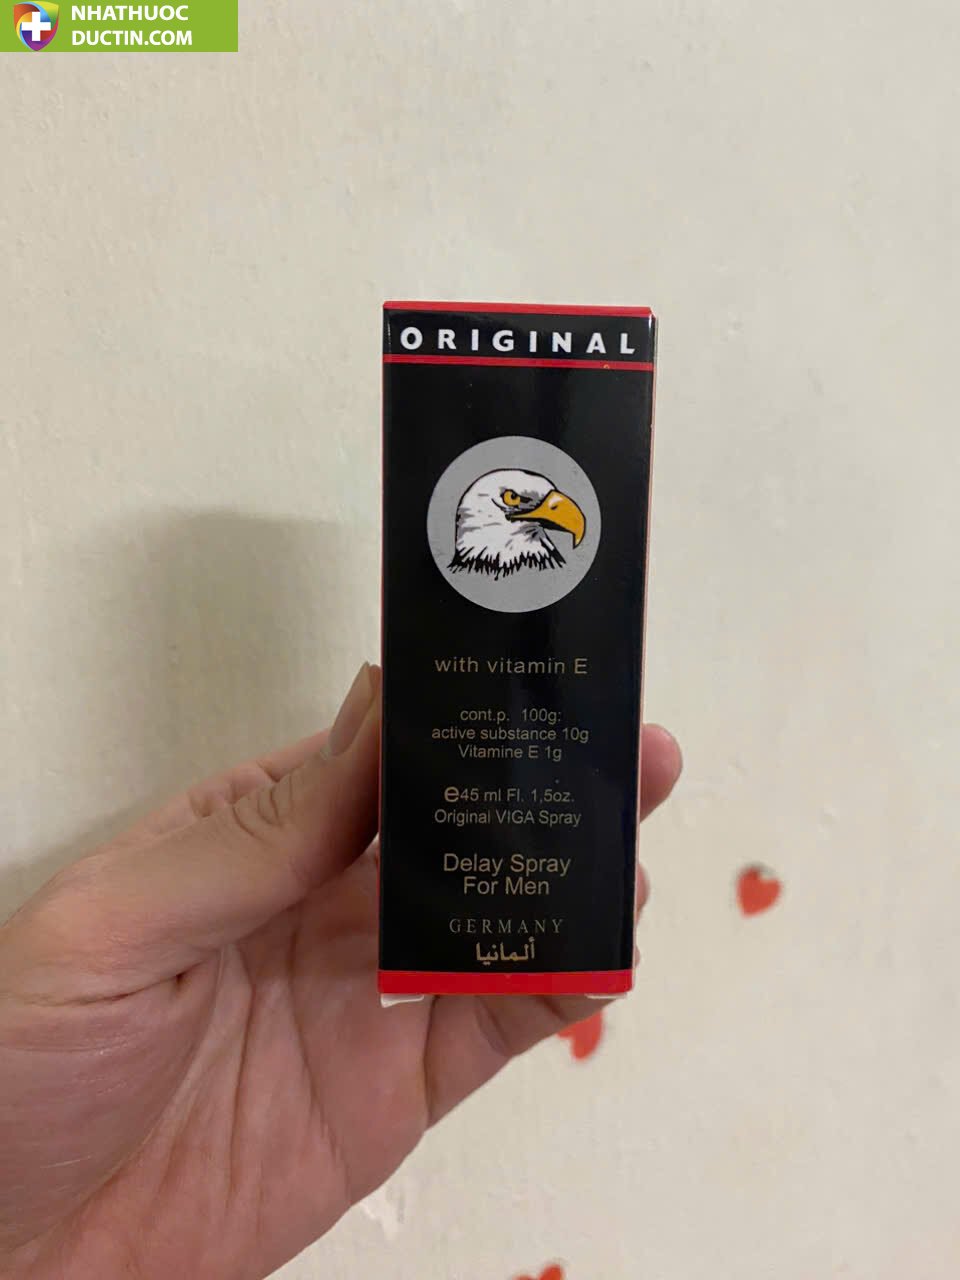 NHATHUOC
DUCTIN.COM
ORIGINAL
with vitamin E
cont.p. 100g:
active substance 10g
Vitamine E 1g
e45 ml Fl. 1,5oz.
Original VIGA Spray
Delay Spray
For Men
GERMANY
ألمانيا